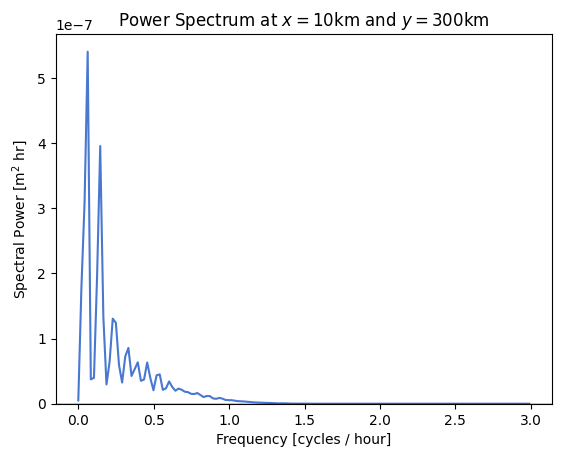 Power Spectrum at x = 10km and y = 300km
1e−7
5
4
3
2
1
0
Spectral Power [m² hr]
0.0 0.5 1.0 1.5 2.0 2.5 3.0
Frequency [cycles / hour]